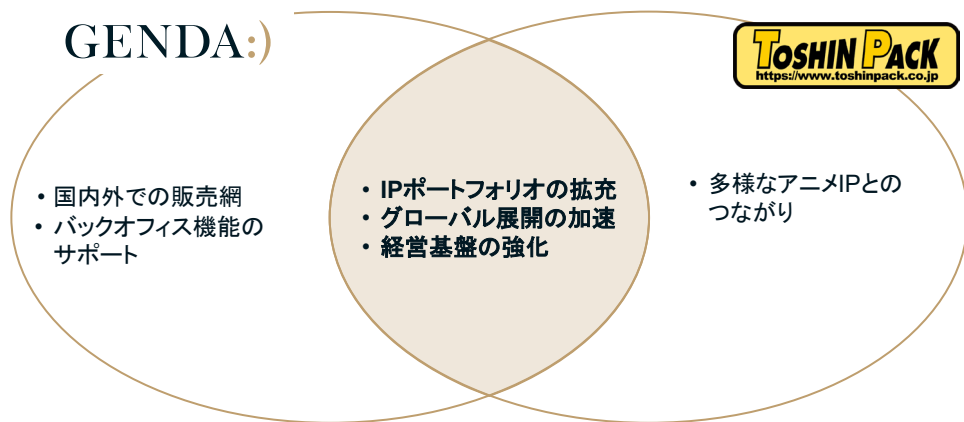 GENDA:)
TOSHIN PACK
https://www.toshinpack.co.jp
• 国内外での販売網
• バックオフィス機能の
サポート
• IPポートフォリオの拡充
• グローバル展開の加速
• 経営基盤の強化
• 多様なアニメIPとの
つながり